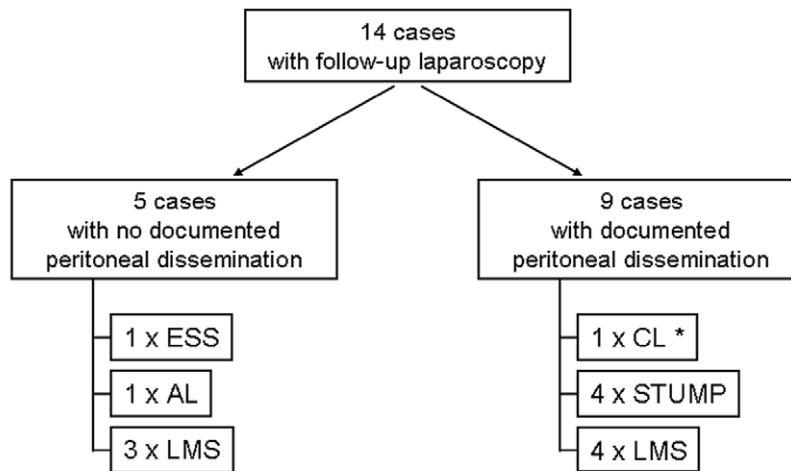 14 cases
with follow-up laparoscopy
5 cases
with no documented
peritoneal dissemination
1 x ESS
1 x AL
3 x LMS
9 cases
with documented
peritoneal dissemination
1 x CL *
4 x STUMP
4 x LMS